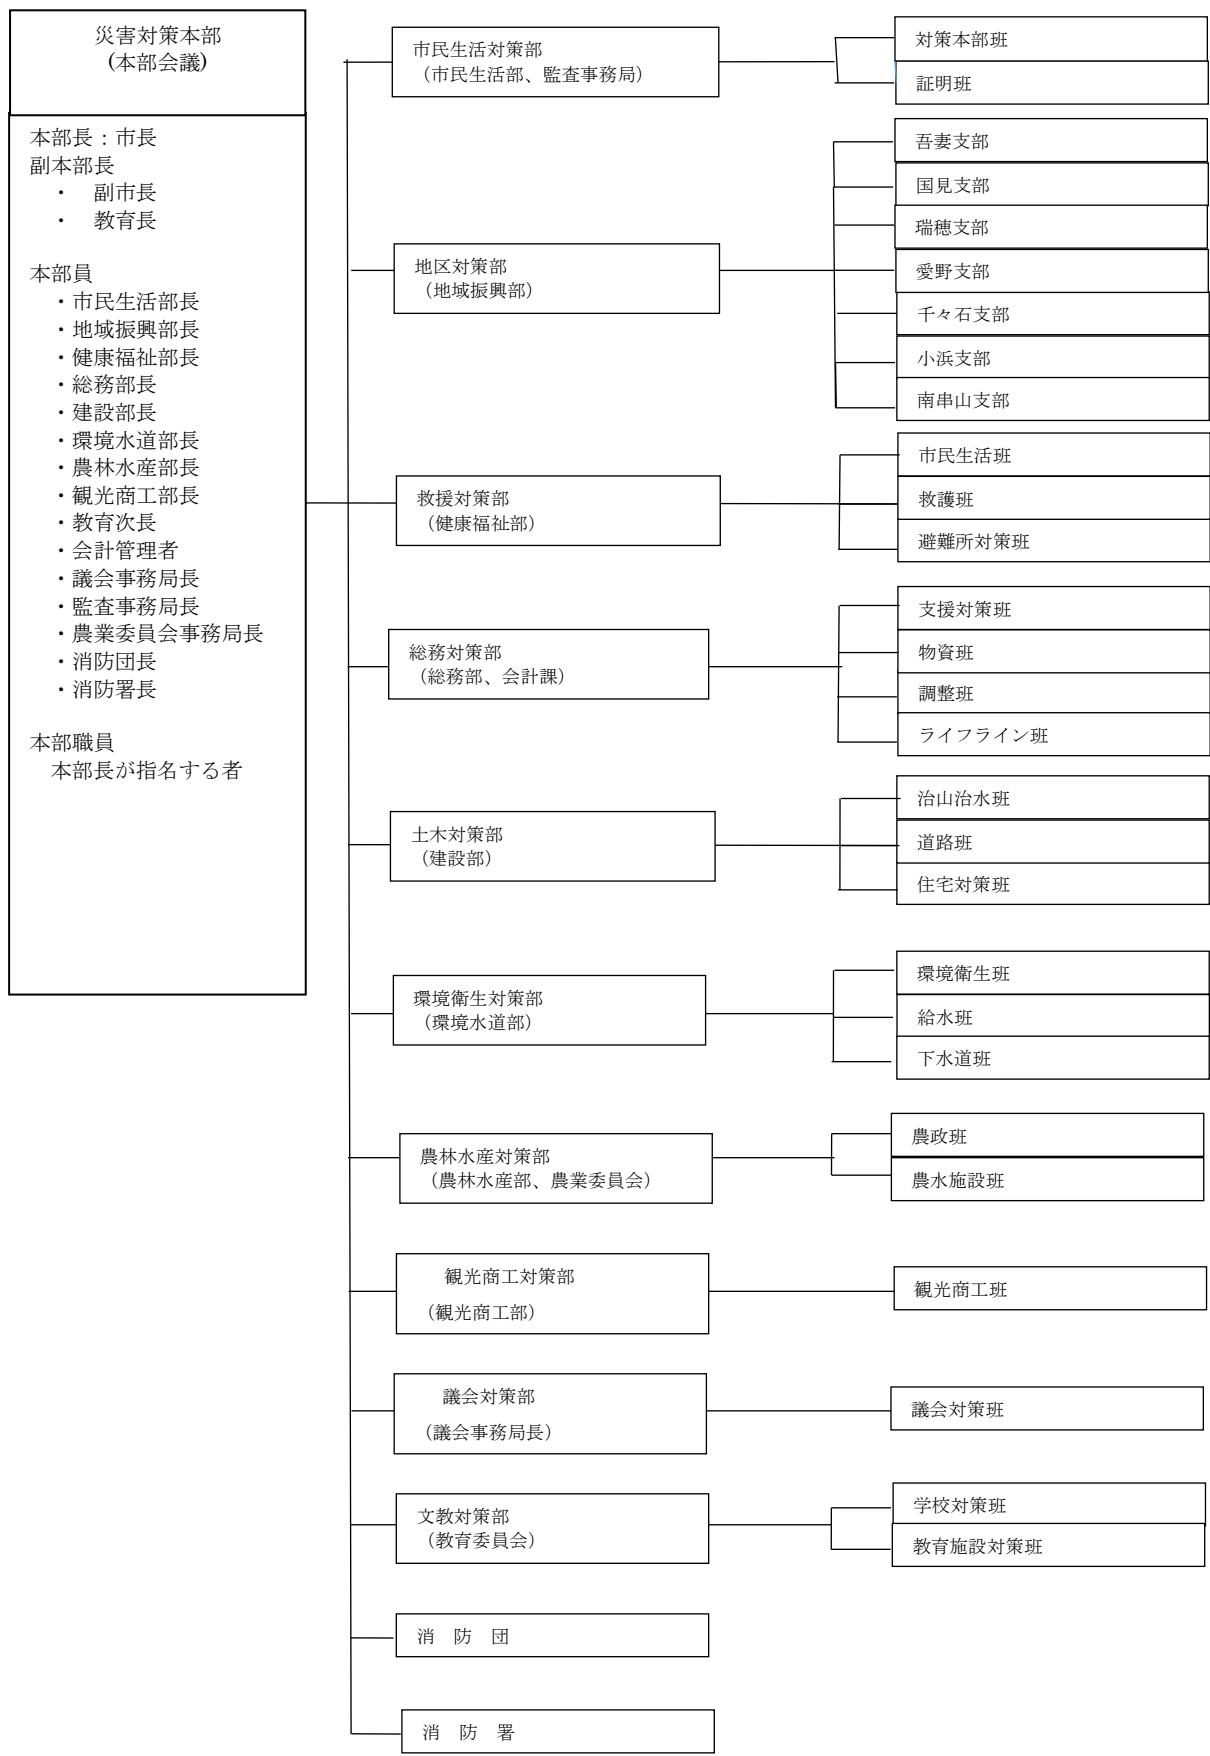 災害対策本部
(本部会議)
本部長：市長
副本部長
・　副市長
・　教育長
本部員
・市民生活部長
・地域振興部長
・健康福祉部長
・総務部長
・建設部長
・環境水道部長
・農林水産部長
・観光商工部長
・教育次長
・会計管理者
・議会事務局長
・監査事務局長
・農業委員会事務局長
・消防団長
・消防署長
本部職員
本部長が指名する者
市民生活対策部
（市民生活部、監査事務局）
対策本部班
証明班
地区対策部
（地域振興部）
吾妻支部
国見支部
瑞穂支部
愛野支部
千々石支部
小浜支部
南串山支部
救援対策部
（健康福祉部）
市民生活班
救護班
避難所対策班
総務対策部
（総務部、会計課）
支援対策班
物資班
調整班
ライフライン班
土木対策部
（建設部）
治山治水班
道路班
住宅対策班
環境衛生対策部
（環境水道部）
環境衛生班
給水班
下水道班
農林水産対策部
（農林水産部、農業委員会）
農政班
農水施設班
観光商工対策部
（観光商工部）
観光商工班
議会対策部
（議会事務局長）
議会対策班
文教対策部
（教育委員会）
学校対策班
教育施設対策班
消　防　団
消　防　署